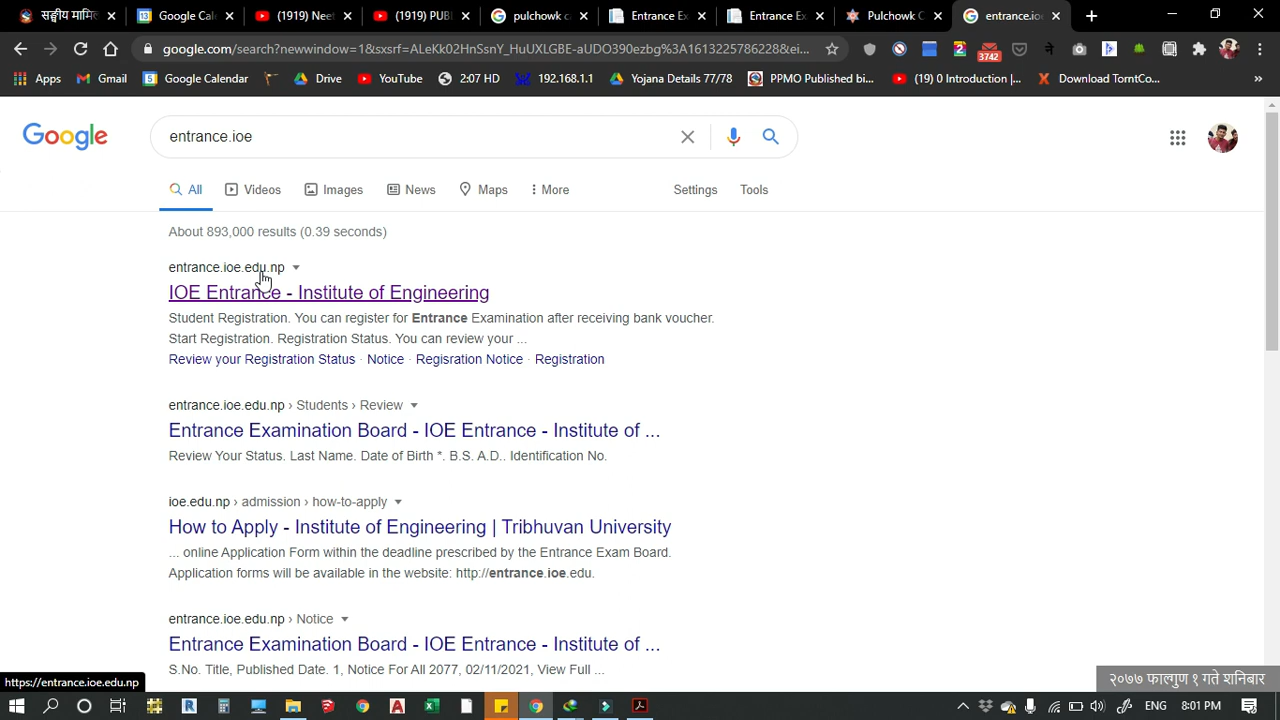 सङ्घीय मामि
Google Cale
(1919) Neet
(1919) PUB
pulchowk ca
Entrance Ex
Entrance Ex
Pulchowk C
entrance.io
google.com/search?newwindow=1&sxsrf=ALeKk02HnSsnY_HuUXLGBE-aUDO390ezbg%3A1613225786228&ei...
3742
Apps
Gmail
Google Calendar
Drive
YouTube
2:07 HD
192.168.1.1
Yojana Details 77/78
PPMO Published bi...
(19) 0 Introduction |...
Download TorntCo...
»
Google
entrance.ioe
All
Videos
Images
News
Maps
More
Settings
Tools
About 893,000 results (0.39 seconds)
entrance.ioe.edu.np
IOE Entrance - Institute of Engineering
Student Registration. You can register for Entrance Examination after receiving bank voucher.
Start Registration. Registration Status. You can review your ...
Review your Registration Status · Notice · Regisration Notice · Registration
entrance.ioe.edu.np › Students › Review
Entrance Examination Board - IOE Entrance - Institute of ...
Review Your Status. Last Name. Date of Birth *. B.S. A.D.. Identification No.
ioe.edu.np › admission › how-to-apply
How to Apply - Institute of Engineering | Tribhuvan University
... online Application Form within the deadline prescribed by the Entrance Exam Board.
Application forms will be available in the website: http://entrance.ioe.edu.
entrance.ioe.edu.np › Notice
Entrance Examination Board - IOE Entrance - Institute of ...
S.No. Title, Published Date. 1, Notice For All 2077, 02/11/2021, View Full ...
https://entrance.ioe.edu.np
२०७७ फाल्गुण १ गते शनिबार
ENG
8:01 PM